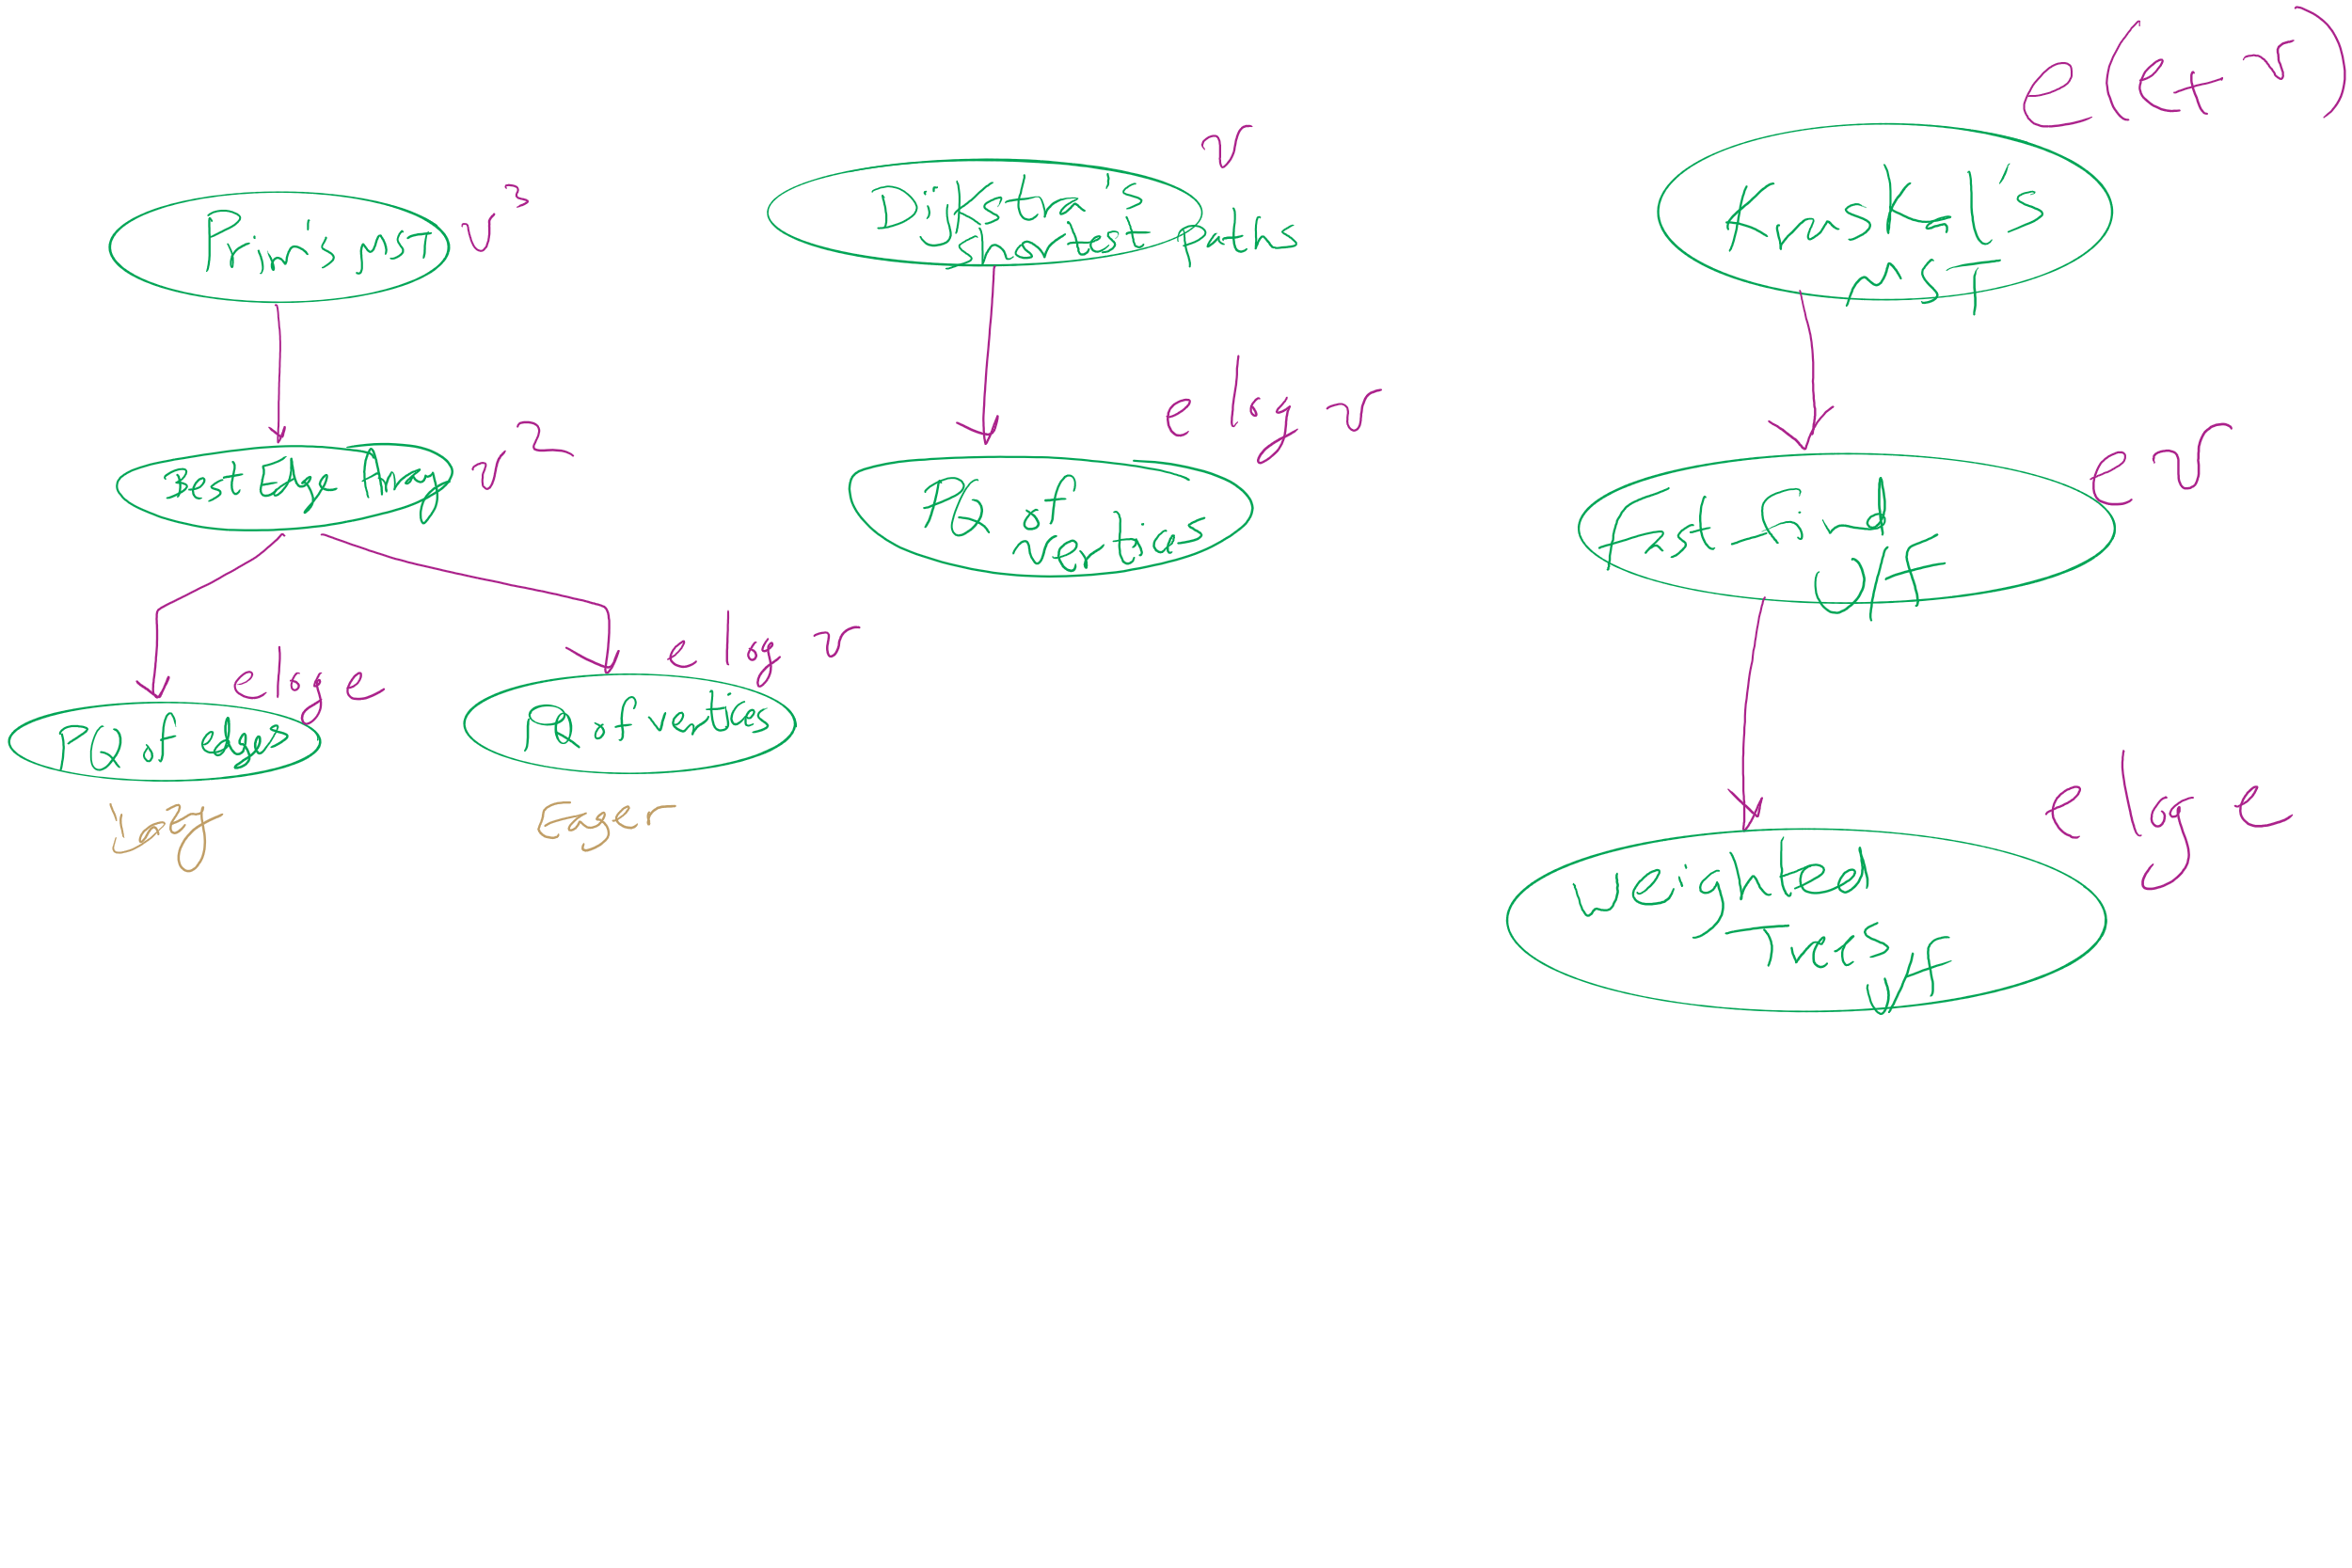 Prim's MST
v³
Best Edge Array
v²
PQ of edges
e log e
Lazy
PQ of vertices
e log v
Eager
Dijkstra's
Shortest Paths
v
PQ of
vertices
e log v
Kruskal's
MST
e(e+v)
Fast-Find
U/F
e v
Weighted
Trees
U/F
e log e